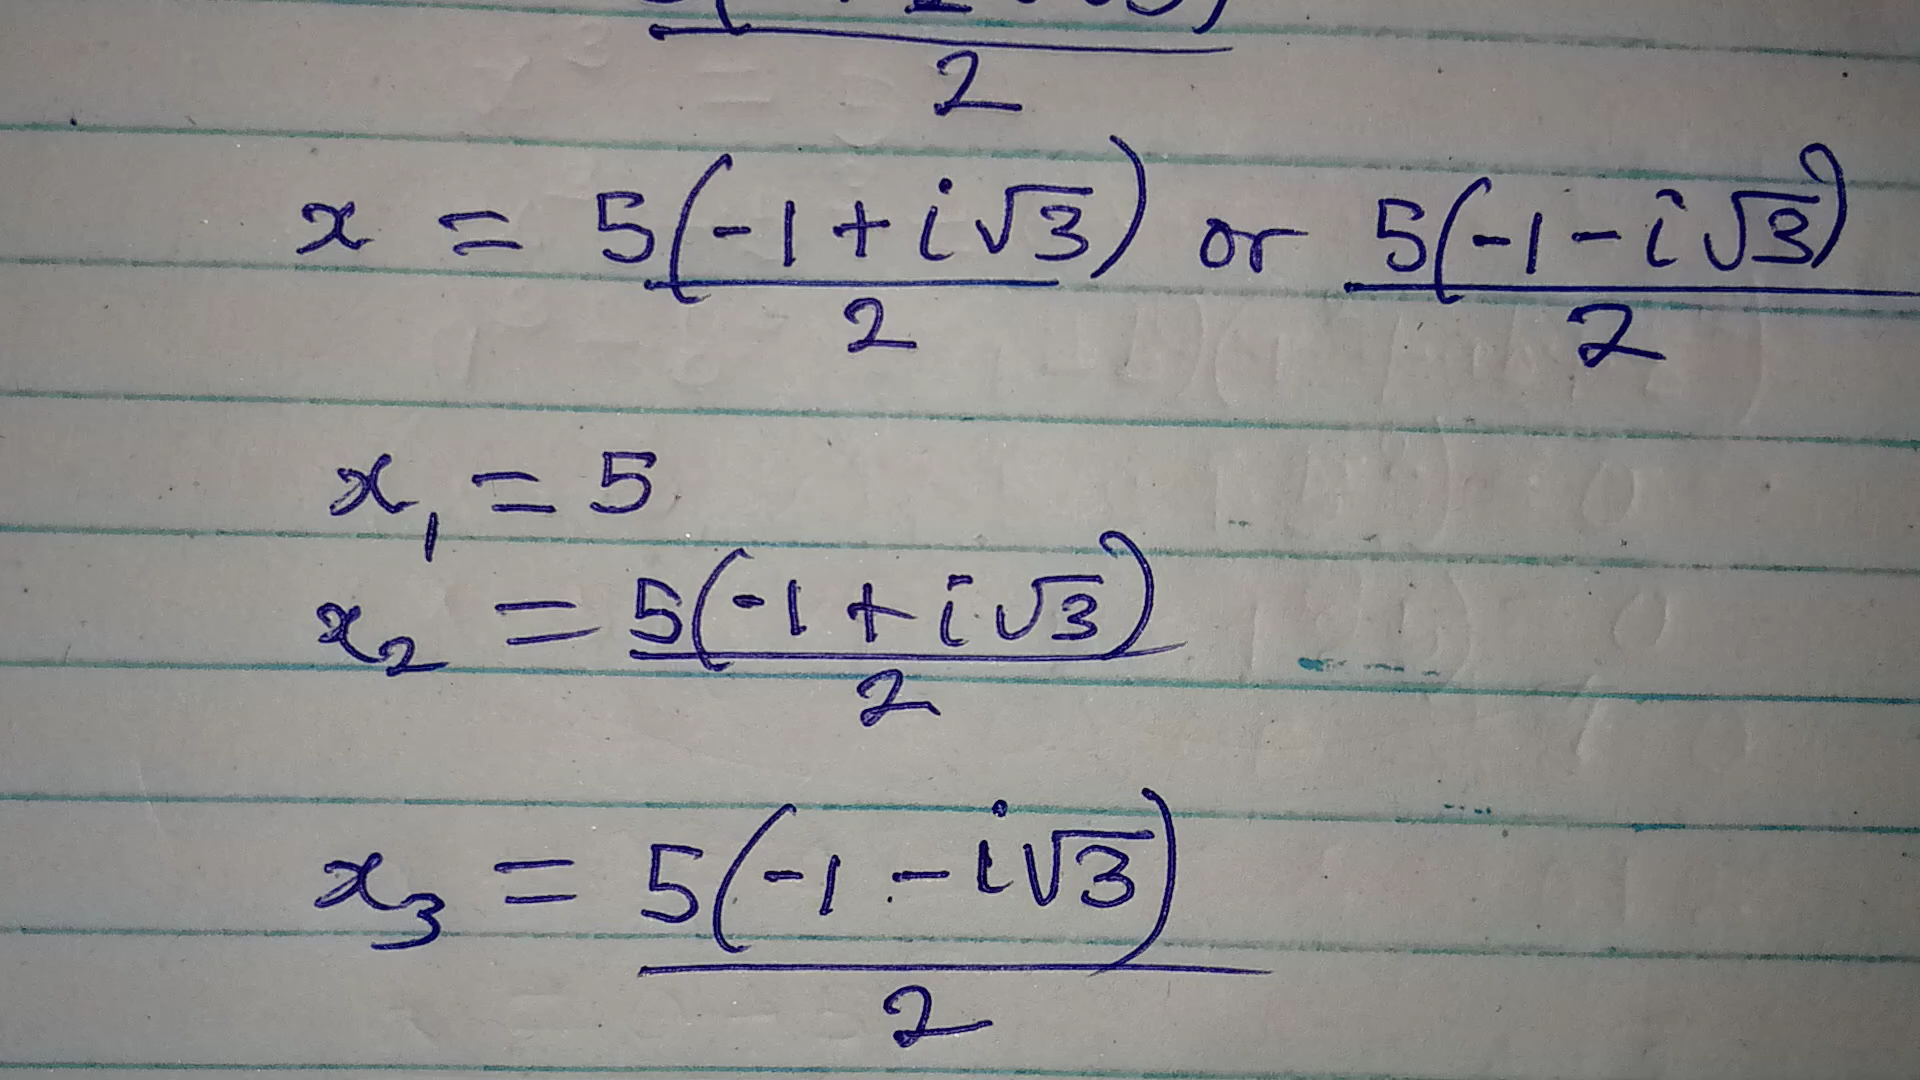 2
x = 5(-1+i√3)/2 or 5(-1-i√3)/2
x₁ = 5
x₂ = 5(-1+i√3)/2
x₃ = 5(-1-i√3)/2